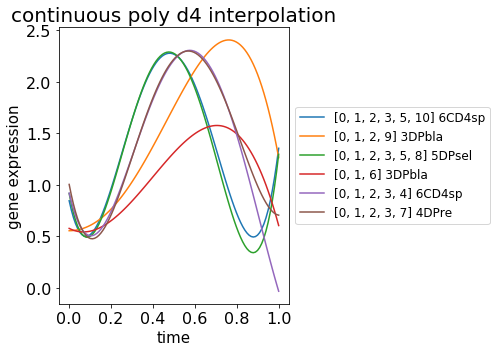 continuous poly d4 interpolation
gene expression
2.5
2.0
1.5
1.0
0.5
0.0
0.0 0.2 0.4 0.6 0.8 1.0
time
[0, 1, 2, 3, 5, 10] 6CD4sp
[0, 1, 2, 9] 3DPbla
[0, 1, 2, 3, 5, 8] 5DPsel
[0, 1, 6] 3DPbla
[0, 1, 2, 3, 4] 6CD4sp
[0, 1, 2, 3, 7] 4DPre